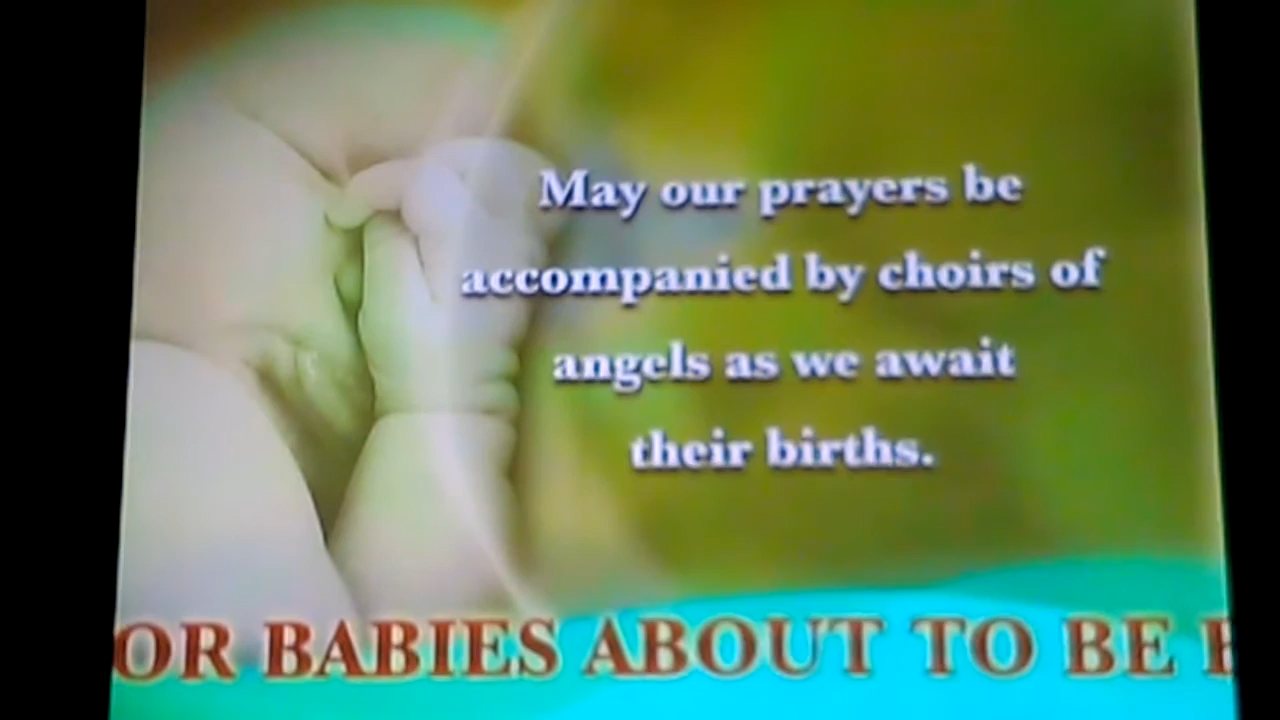 May our prayers be
accompanied by choirs of
angels as we await
their births.
OR BABIES ABOUT TO BE